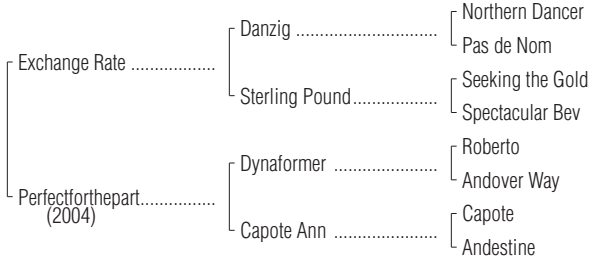 Northern Dancer
Danzig ............................
Pas de Nom
Exchange Rate .................
Seeking the Gold
Sterling Pound.................
Spectacular Bev
Roberto
Dynaformer .....................
Andover Way
Perfectforthepart...............
(2004)
Capote
Capote Ann .....................
Andestine